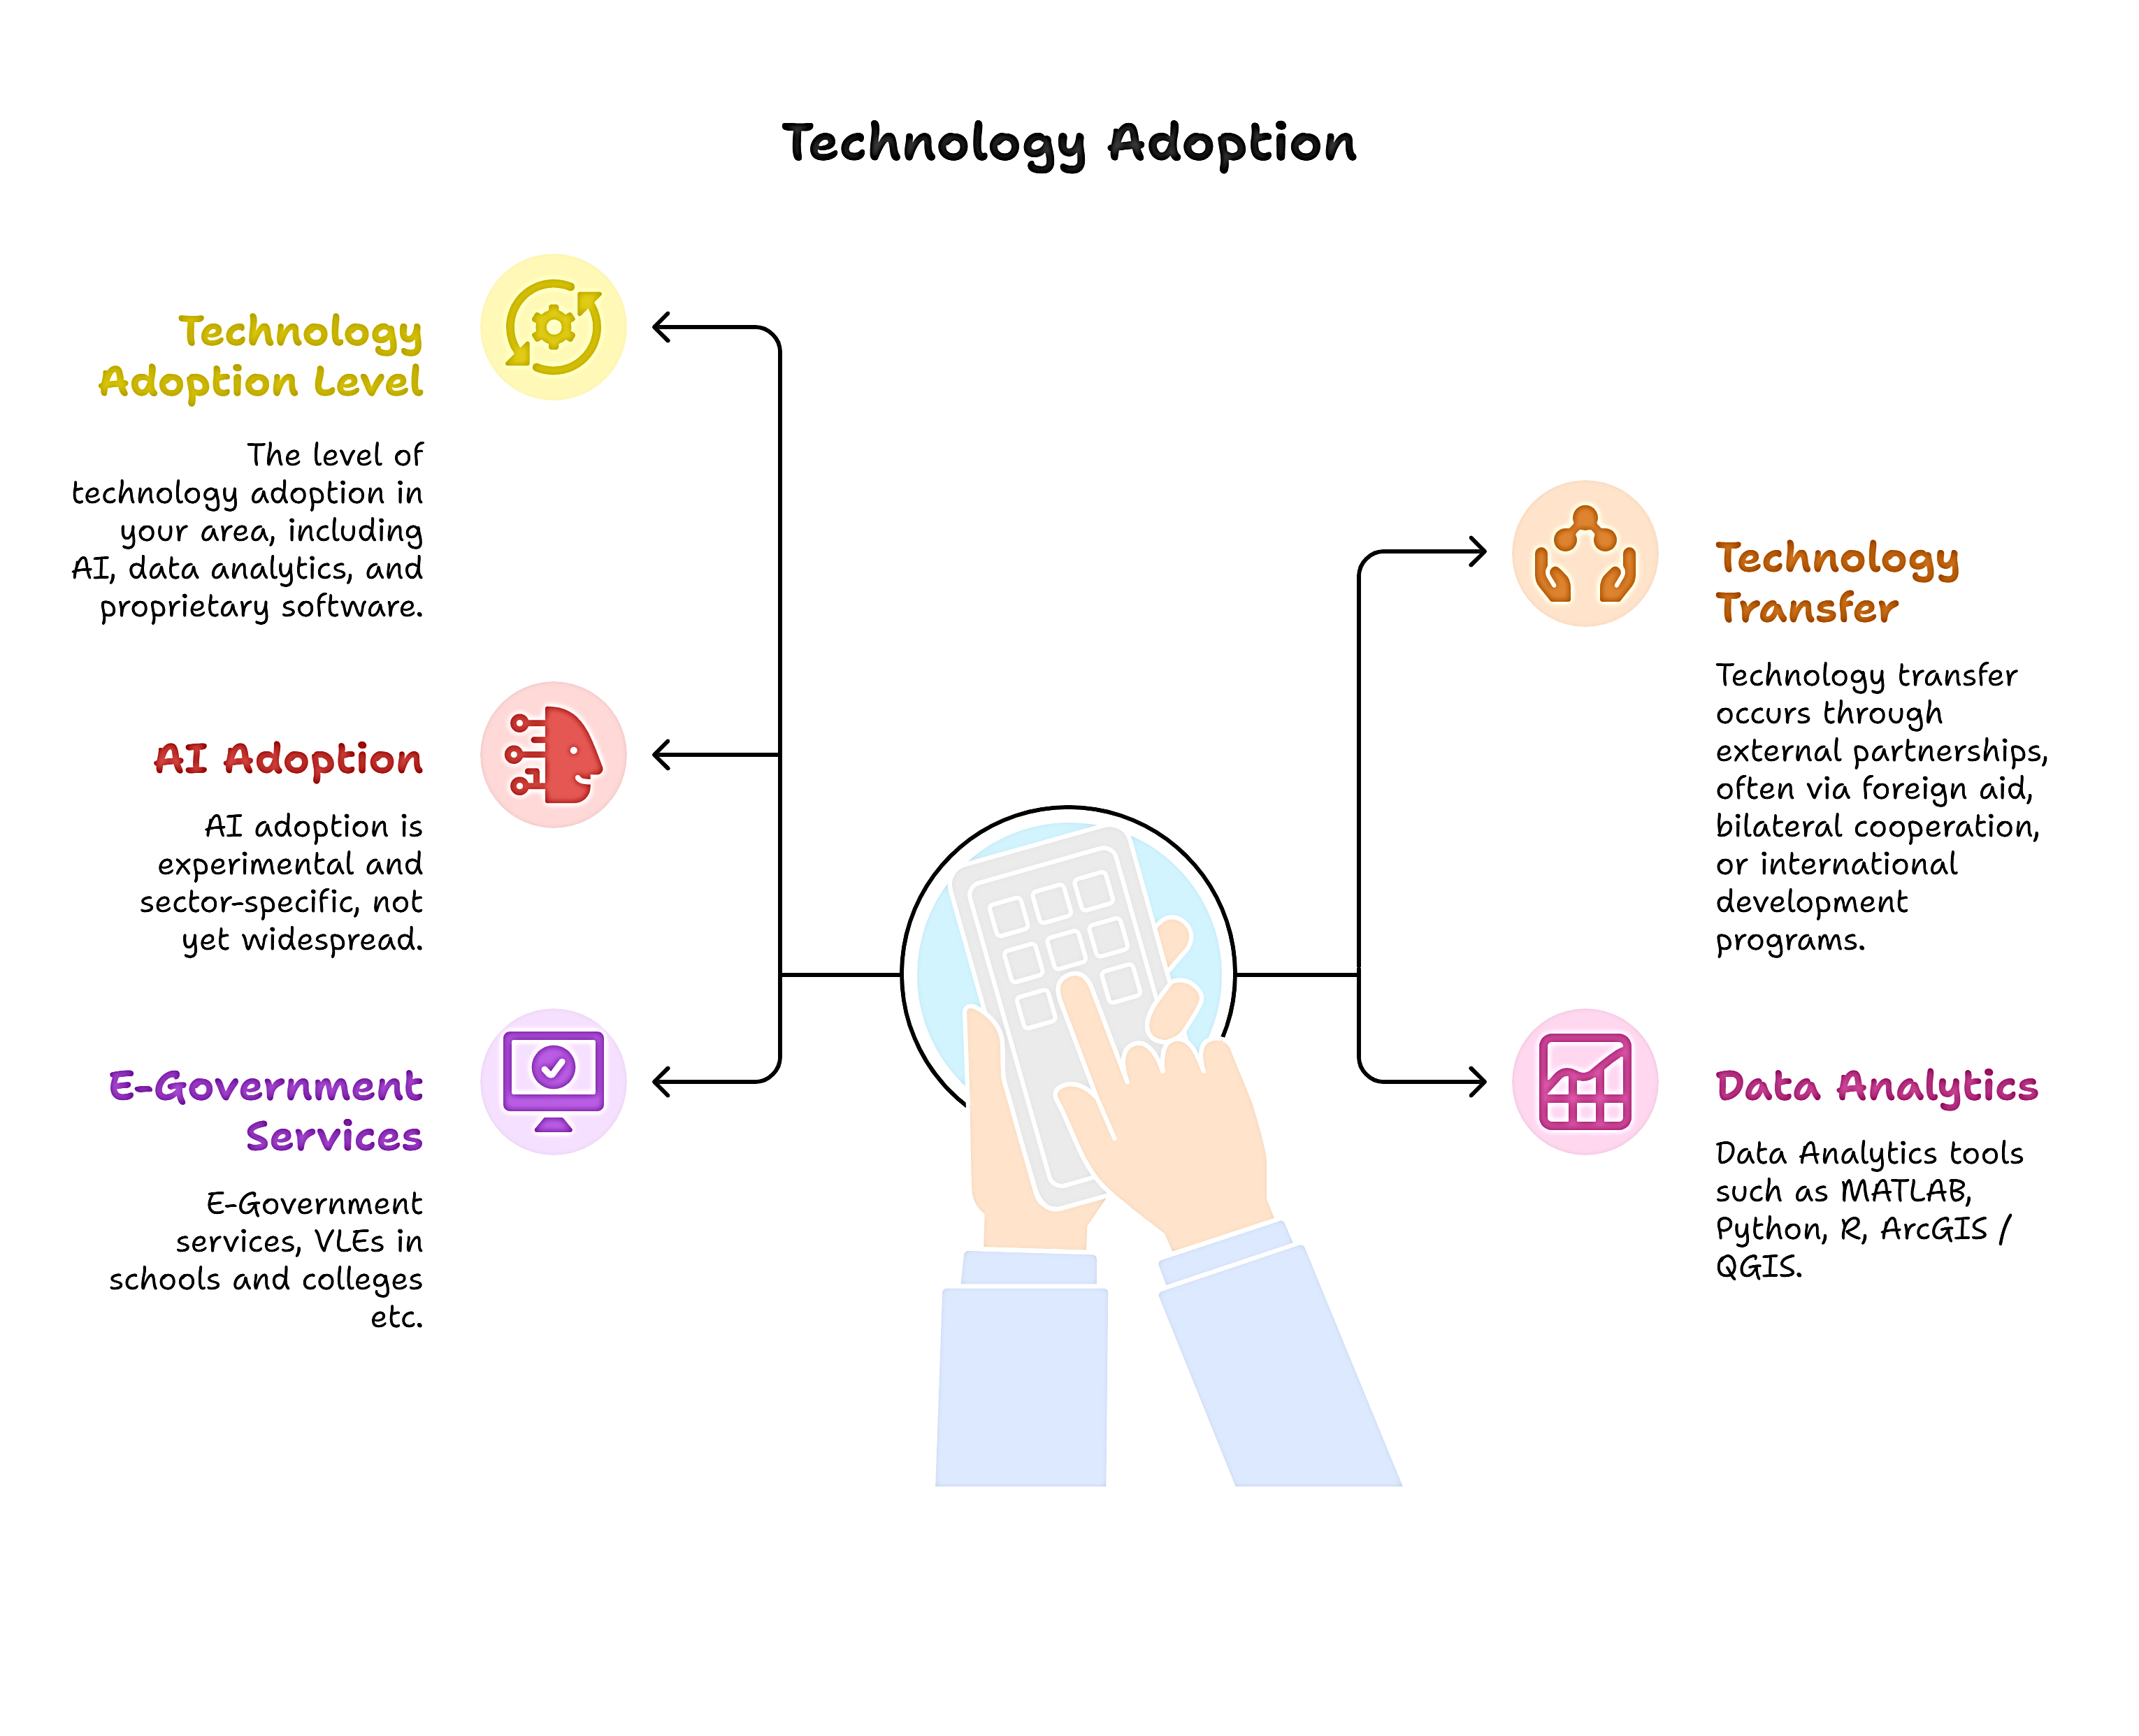 Technology Adoption
Technology
Adoption Level
The level of
technology adoption in
your area, including
AI, data analytics, and
proprietary software.
AI Adoption
AI adoption is
experimental and
sector-specific, not
yet widespread.
E-Government
Services
E-Government
services, VLEs in
schools and colleges
etc.
Technology
Transfer
Technology transfer
occurs through
external partnerships,
often via foreign aid,
bilateral cooperation,
or international
development
programs.
Data Analytics
Data Analytics tools
such as MATLAB,
Python, R, ArcGIS /
QGIS.